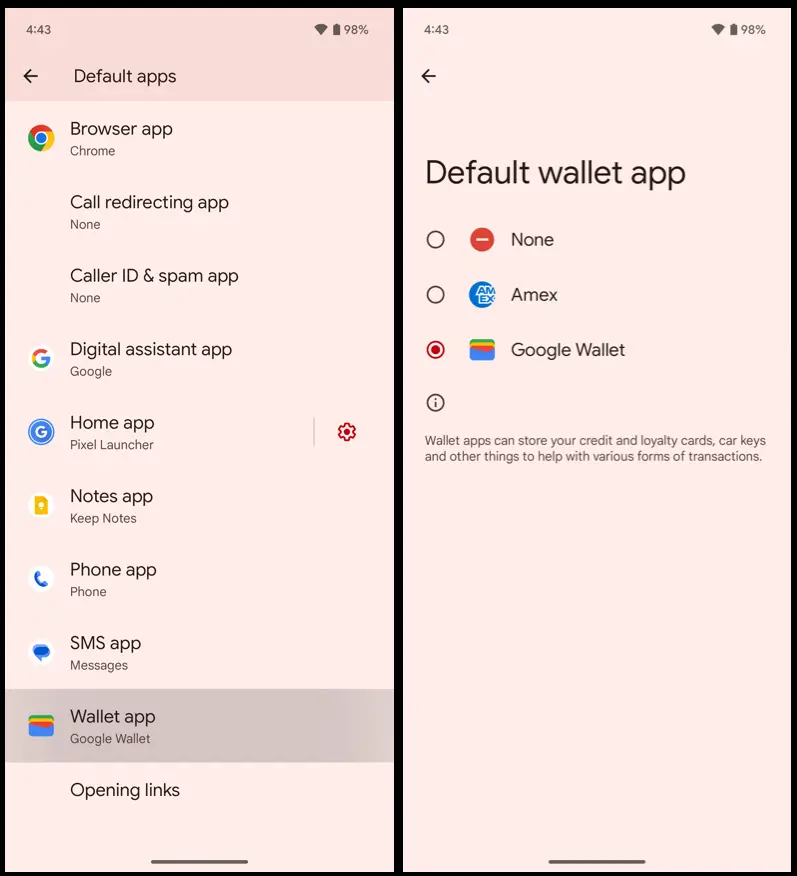 4:43
98%
Default apps
Browser app
Chrome
Call redirecting app
None
Caller ID & spam app
None
Digital assistant app
Google
Home app
Pixel Launcher
Notes app
Keep Notes
Phone app
Phone
SMS app
Messages
Wallet app
Google Wallet
Opening links
4:43
98%
Default wallet app
None
AM
EX
Amex
Google Wallet
Wallet apps can store your credit and loyalty cards, car keys
and other things to help with various forms of transactions.